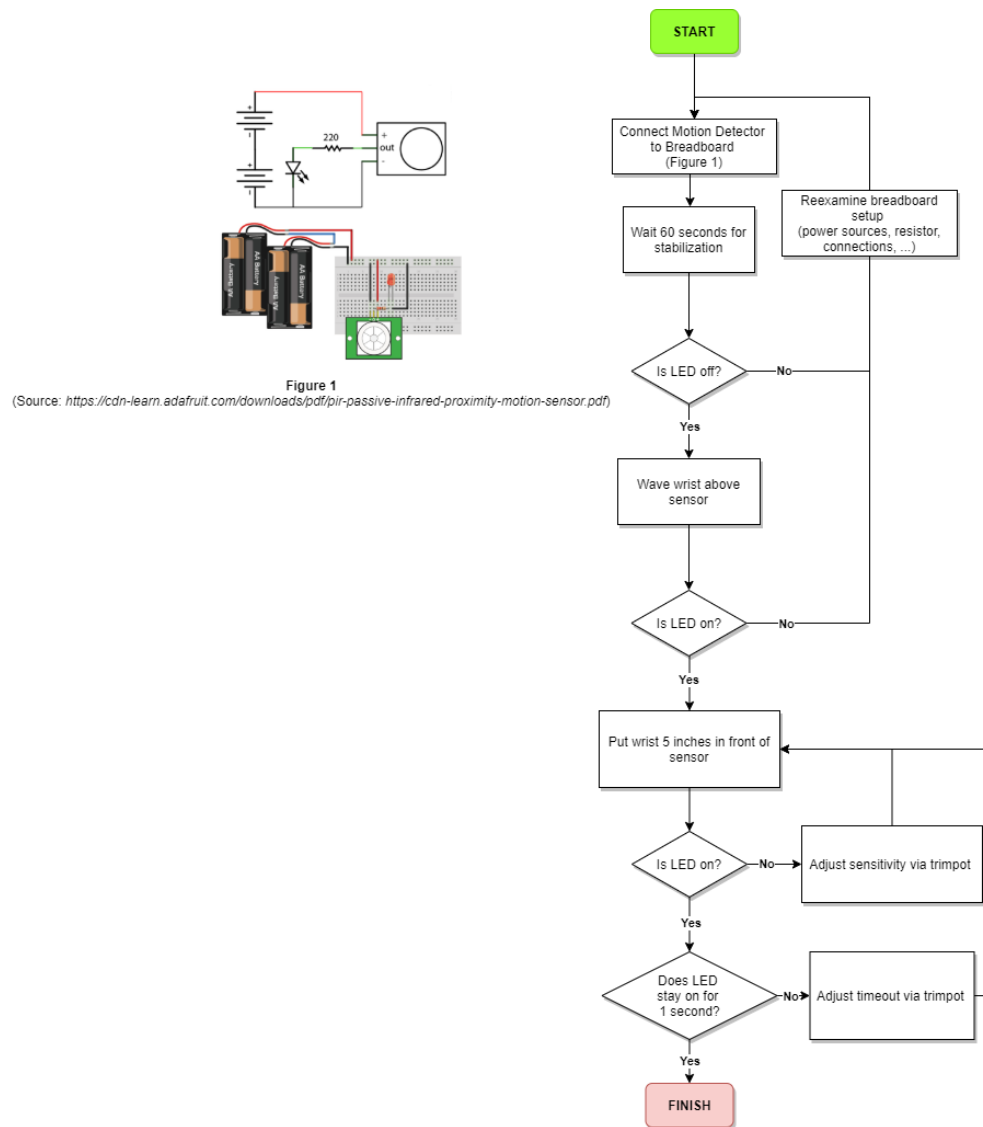 START
Connect Motion Detector
to Breadboard
(Figure 1)
Reexamine breadboard
setup
(power sources, resistor,
connections, ...)
Wait 60 seconds for
stabilization
+
-
+
-
220
+
out
-
AA Battery
AA Battery
AA Battery
AA Battery
Figure 1
(Source: https://cdn-learn.adafruit.com/downloads/pdf/pir-passive-infrared-proximity-motion-sensor.pdf)
Is LED off?
No
Yes
Wave wrist above
sensor
Is LED on?
No
Yes
Put wrist 5 inches in front of
sensor
Is LED on?
No
Adjust sensitivity via trimpot
Yes
Does LED
stay on for
1 second?
No
Adjust timeout via trimpot
Yes
FINISH